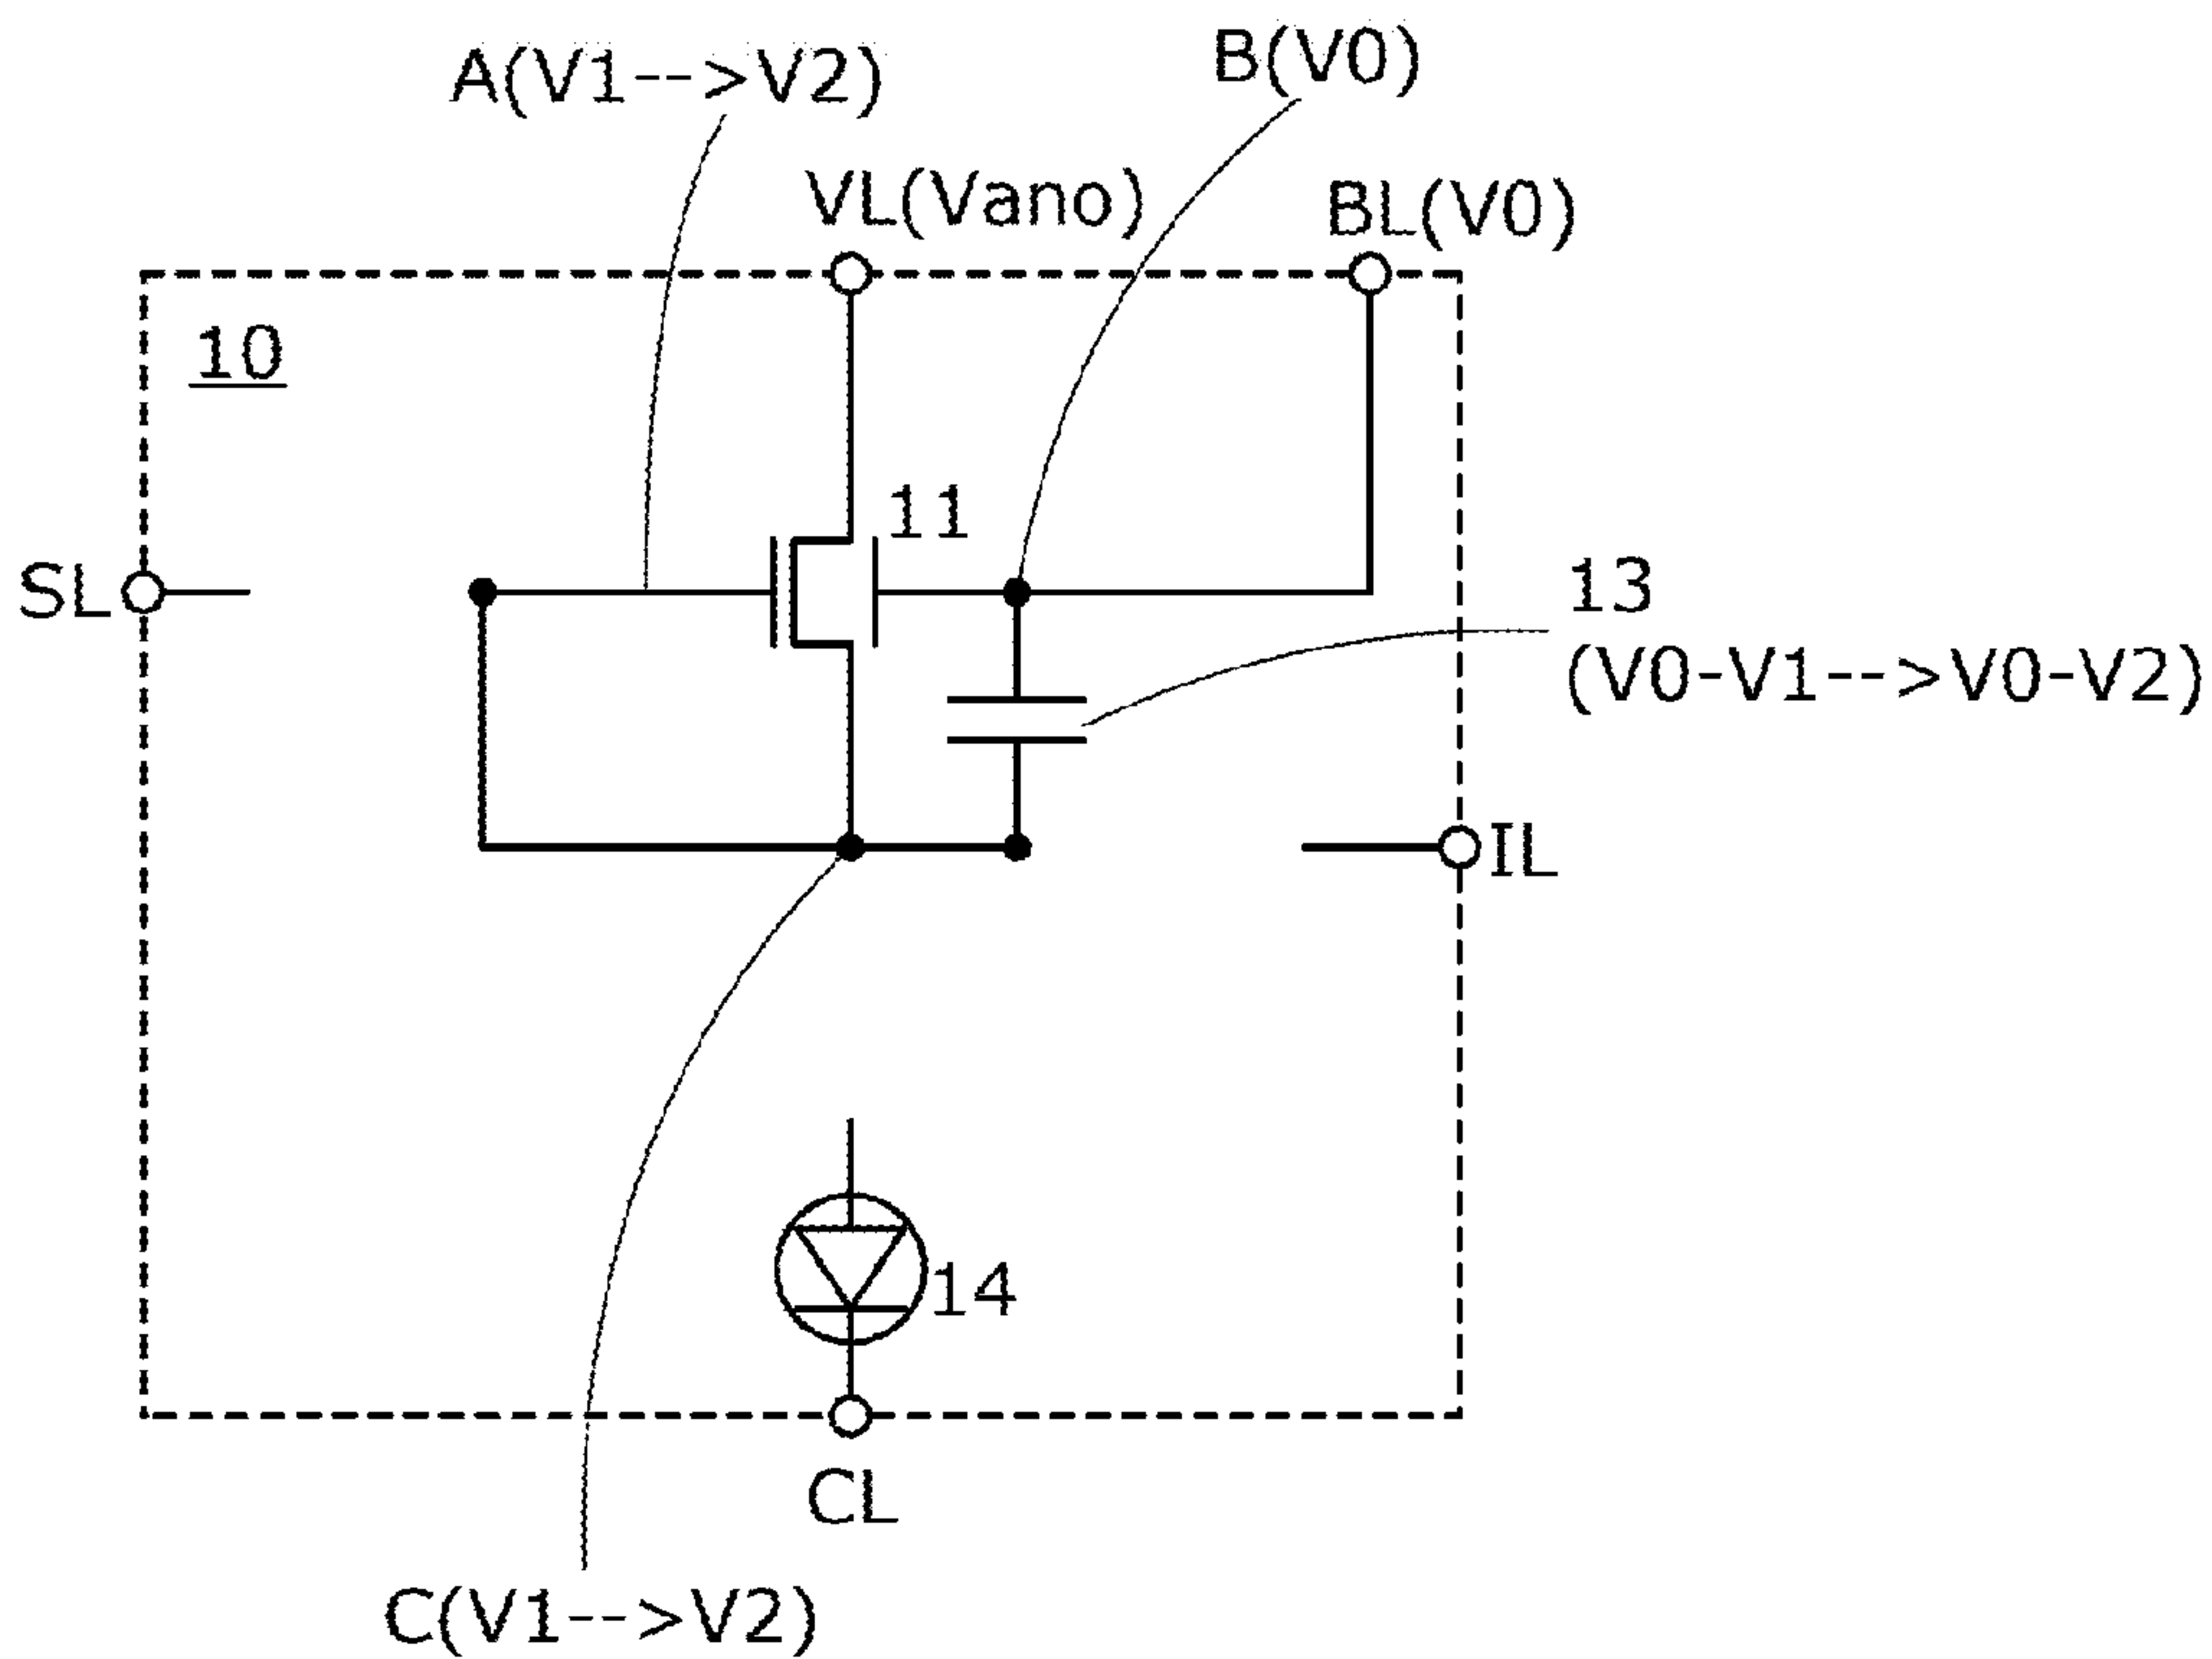 A(V1-->V2)
B(V0)
VL(Vano)
BL(V0)
10
11
SL
13
(V0-V1-->V0-V2)
IL
14
CL
C(V1-->V2)